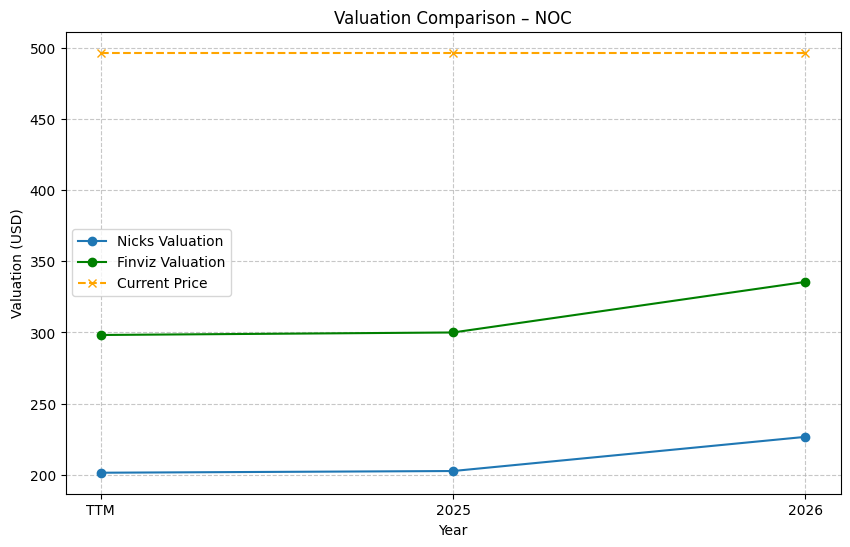 Valuation Comparison – NOC
500
450
400
350
300
250
200
Valuation (USD)
Nicks Valuation
Finviz Valuation
Current Price
TTM
2025
2026
Year